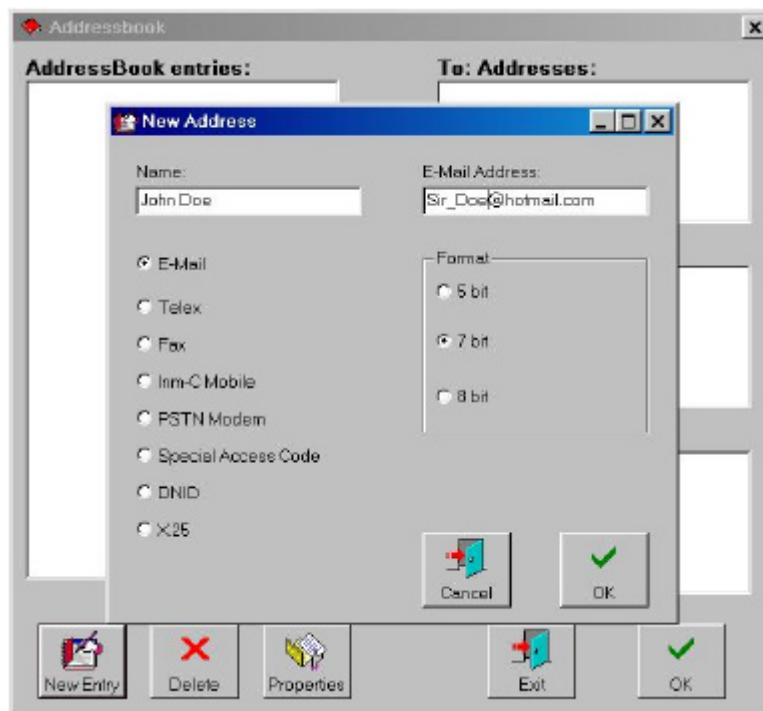 Addressbook
AddressBook entries:
To: Addresses:
New Address
Name:
E-Mail Address:
John Doe
Sir_Doe@hotmail.com
E-Mail
Telex
Fax
Inm-C Mobile
PSTN Modem
Special Access Code
DNID
X25
Format
5 bit
7 bit
8 bit
Cancel
OK
New Entry
Delete
Properties
Exit
OK